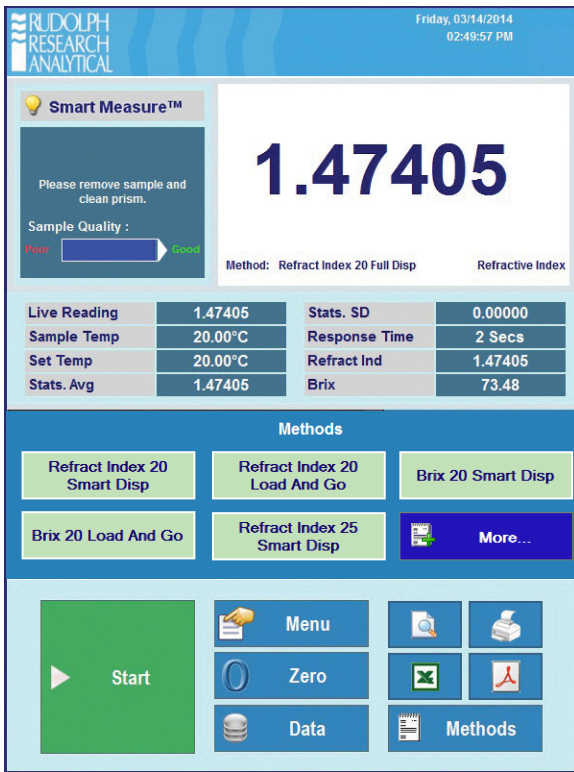 RUDOLPH
RESEARCH
ANALYTICAL
Friday, 03/14/2014
02:49:57 PM
Smart Measure™
Please remove sample and
clean prism.
Sample Quality :
Poor Good
1.47405
Method: Refract Index 20 Full Disp Refractive Index
Live Reading 1.47405 Stats. SD 0.00000
Sample Temp 20.00°C Response Time 2 Secs
Set Temp 20.00°C Refract Ind 1.47405
Stats. Avg 1.47405 Brix 73.48
Methods
Refract Index 20
Smart Disp
Refract Index 20
Load And Go
Brix 20 Smart Disp
Brix 20 Load And Go
Refract Index 25
Smart Disp
More...
Start
Menu
Zero
Data
Methods